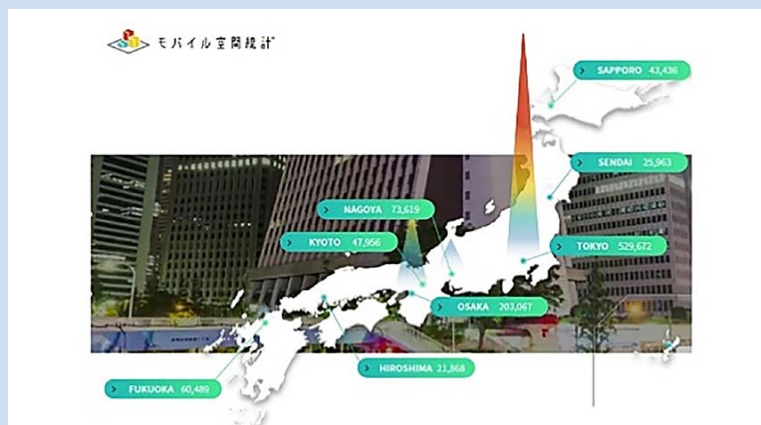 モバイル空間統計
SAPPORO 43,436
SENDAI 25,963
NAGOYA 73,619
KYOTO 47,956
TOKYO 529,672
OSAKA 203,067
HIROSHIMA 21,868
FUKUOKA 60,489